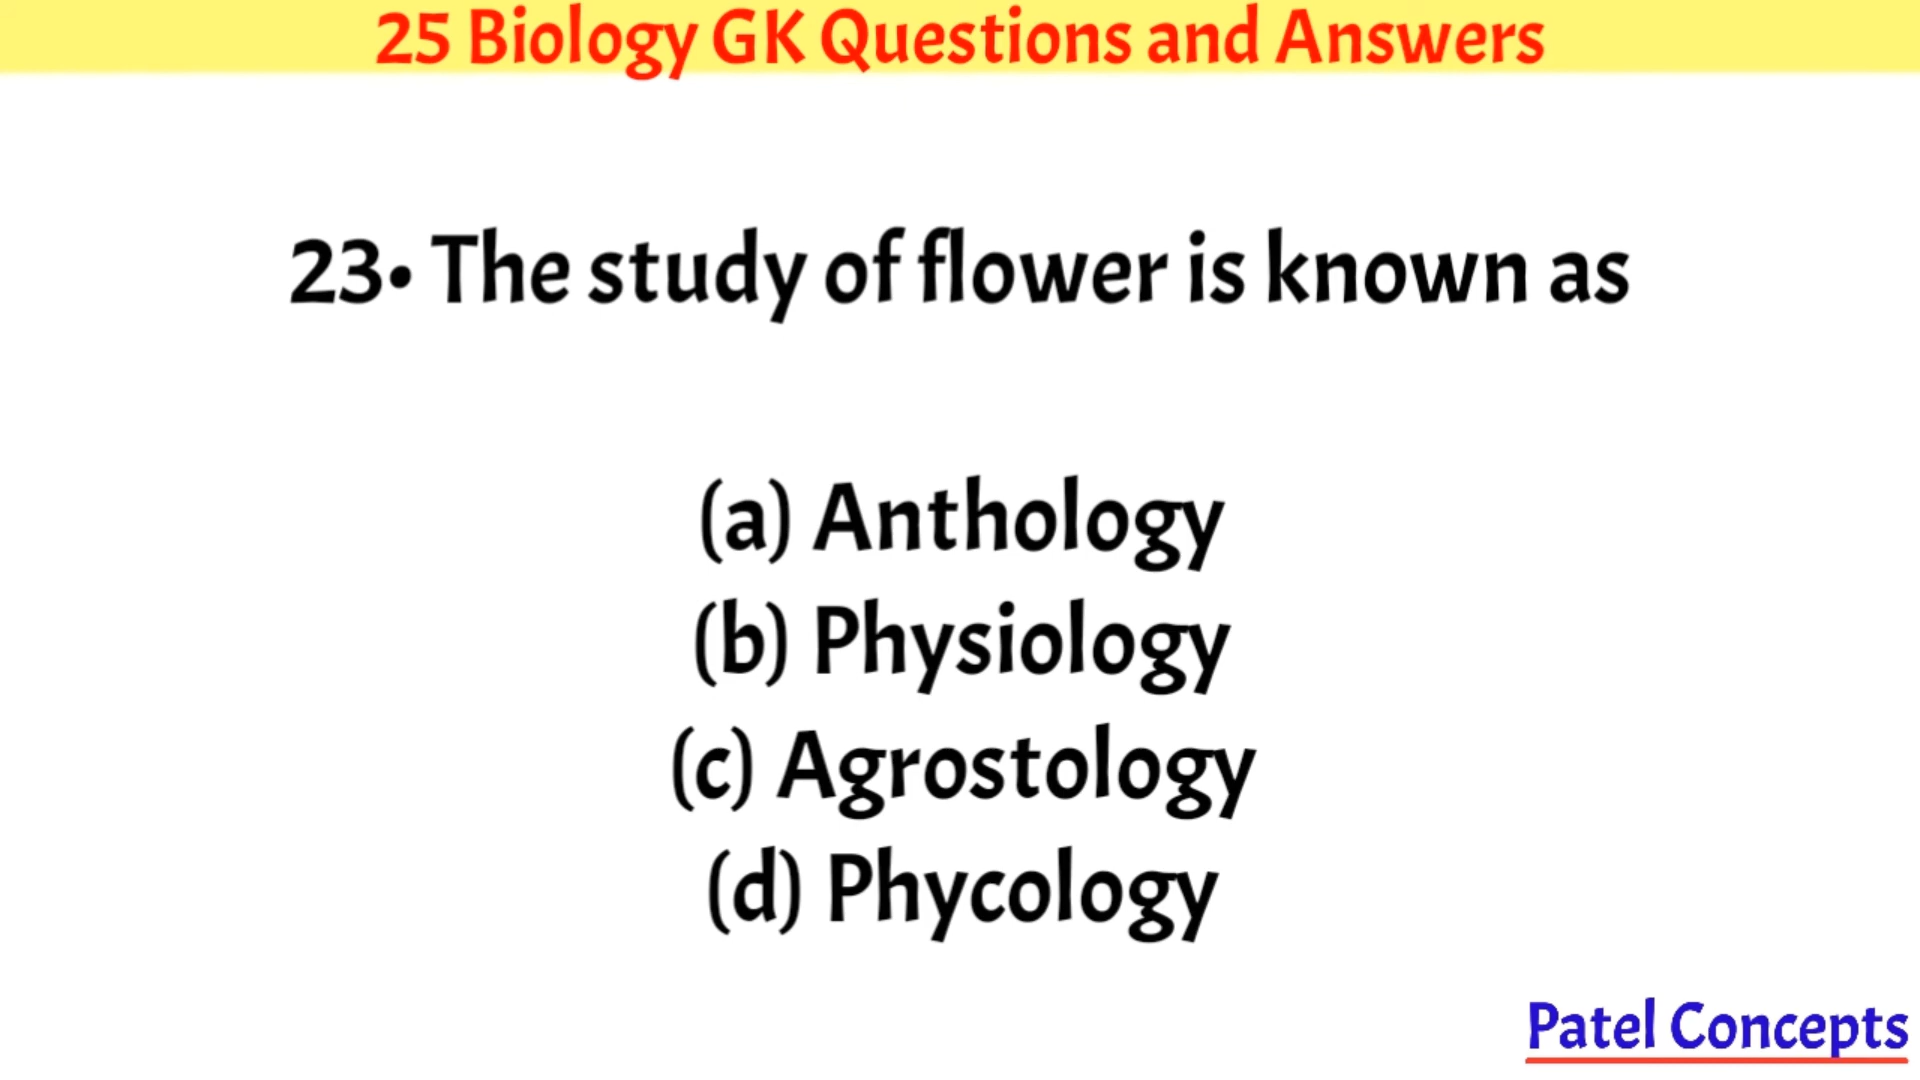 25 Biology GK Questions and Answers
23• The study of flower is known as
(a) Anthology
(b) Physiology
(c) Agrostology
(d) Phycology
Patel Concepts